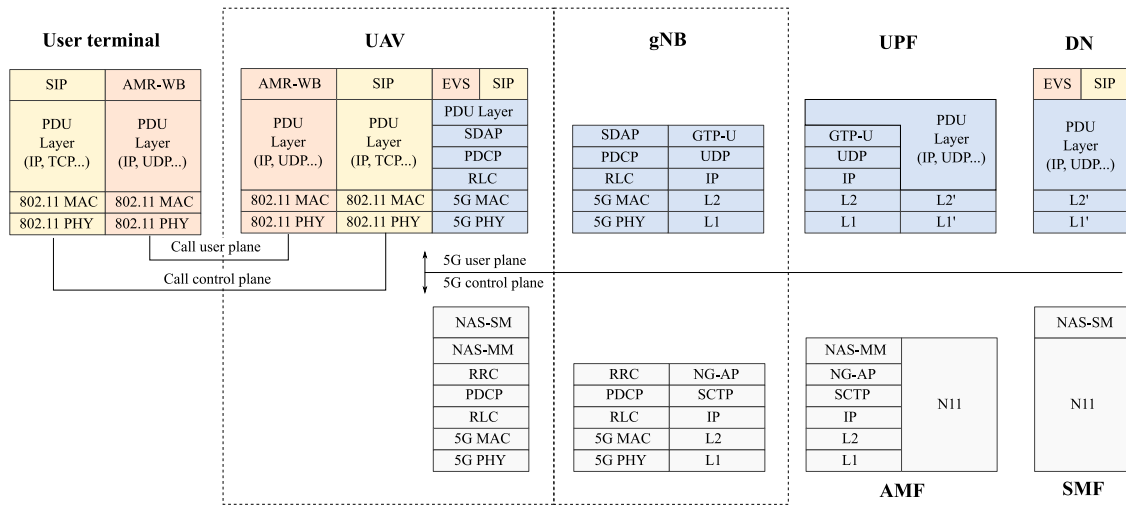 User terminal
UAV
gNB
UPF
DN
SIP
AMR-WB
PDU
Layer
(IP, TCP...)
PDU
Layer
(IP, UDP...)
802.11 MAC
802.11 MAC
802.11 PHY
802.11 PHY
AMR-WB
SIP
EVS
SIP
PDU
Layer
(IP, UDP...)
PDU
Layer
(IP, TCP...)
802.11 MAC
802.11 MAC
802.11 PHY
802.11 PHY
PDU Layer
SDAP
PDCP
RLC
5G MAC
5G PHY
SDAP
GTP-U
PDCP
UDP
RLC
IP
5G MAC
L2
5G PHY
L1
GTP-U
UDP
IP
L2
L1
PDU
Layer
(IP, UDP...)
L2'
L1'
EVS
SIP
PDU
Layer
(IP, UDP...)
L2'
L1'
Call user plane
Call control plane
5G user plane
5G control plane
NAS-SM
NAS-MM
RRC
PDCP
RLC
5G MAC
5G PHY
RRC
NG-AP
PDCP
SCTP
RLC
IP
5G MAC
L2
5G PHY
L1
NAS-MM
NG-AP
SCTP
IP
L2
L1
N11
NAS-SM
N11
AMF
SMF